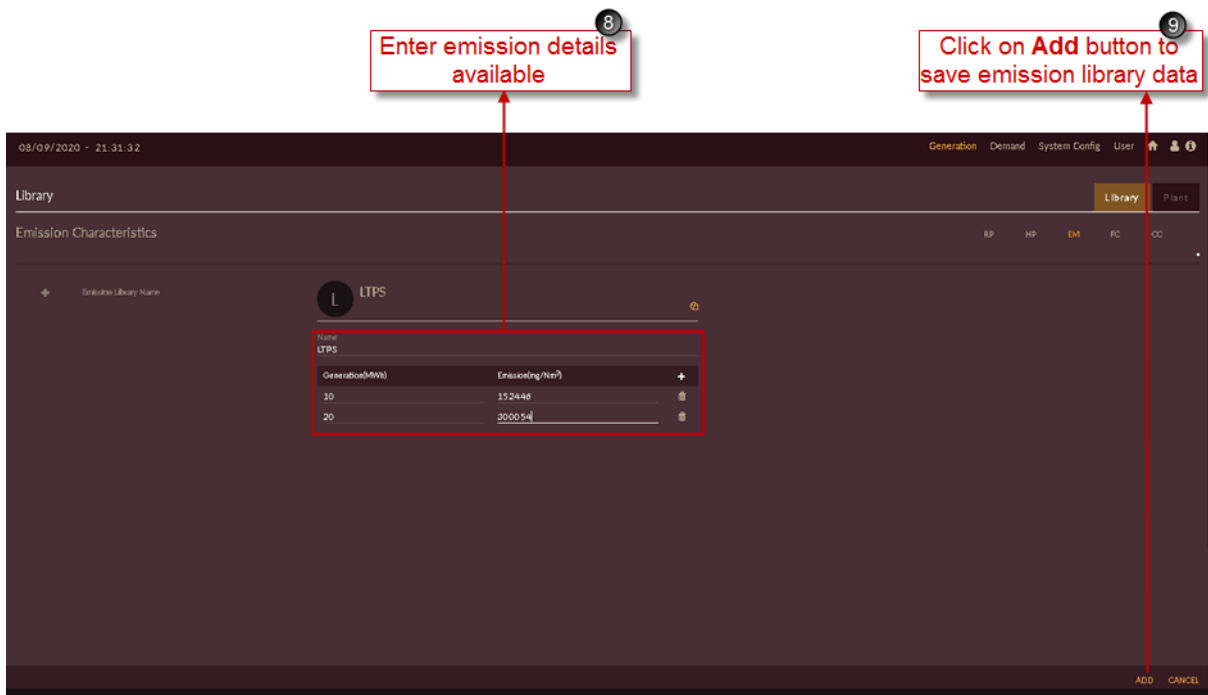 8
Enter emission details
available
9
Click on Add button to
save emission library data
08/09/2020 - 21:31:32
Generation Demand System Config User
Library
Library Plant
Emission Characteristics
RP HP EM FC CC
Emission Library Name
L LTPS
Name
LTPS
Generation(MWh) Emission(mg/Nm³) +
10 152446
20 300054
ADD CANCEL